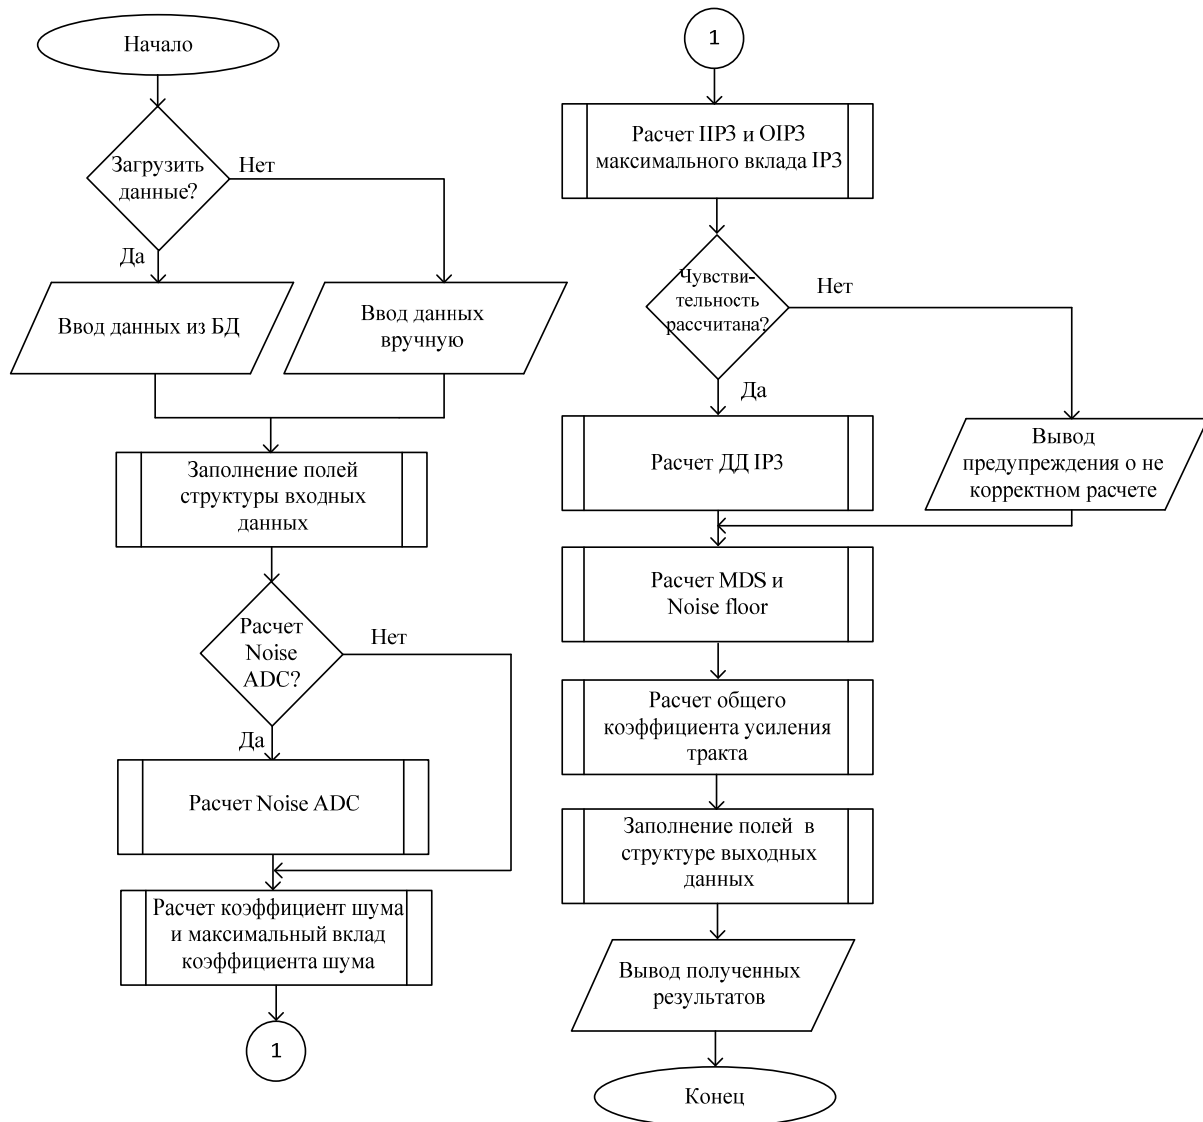 Начало
Загрузить
данные?
Нет
Да
Ввод данных из БД
Ввод данных
вручную
Заполнение полей
структуры входных
данных
Расчет
Noise
ADC?
Нет
Да
Расчет Noise ADC
Расчет коэффициент шума
и максимальный вклад
коэффициента шума
1
1
Расчет IIP3 и OIP3
максимального вклада IP3
Чувстви-
тельность
рассчитана?
Нет
Да
Расчет ДД IP3
Вывод
предупреждения о не
корректном расчете
Расчет MDS и
Noise floor
Расчет общего
коэффициента усиления
тракта
Заполнение полей в
структуре выходных
данных
Вывод полученных
результатов
Конец